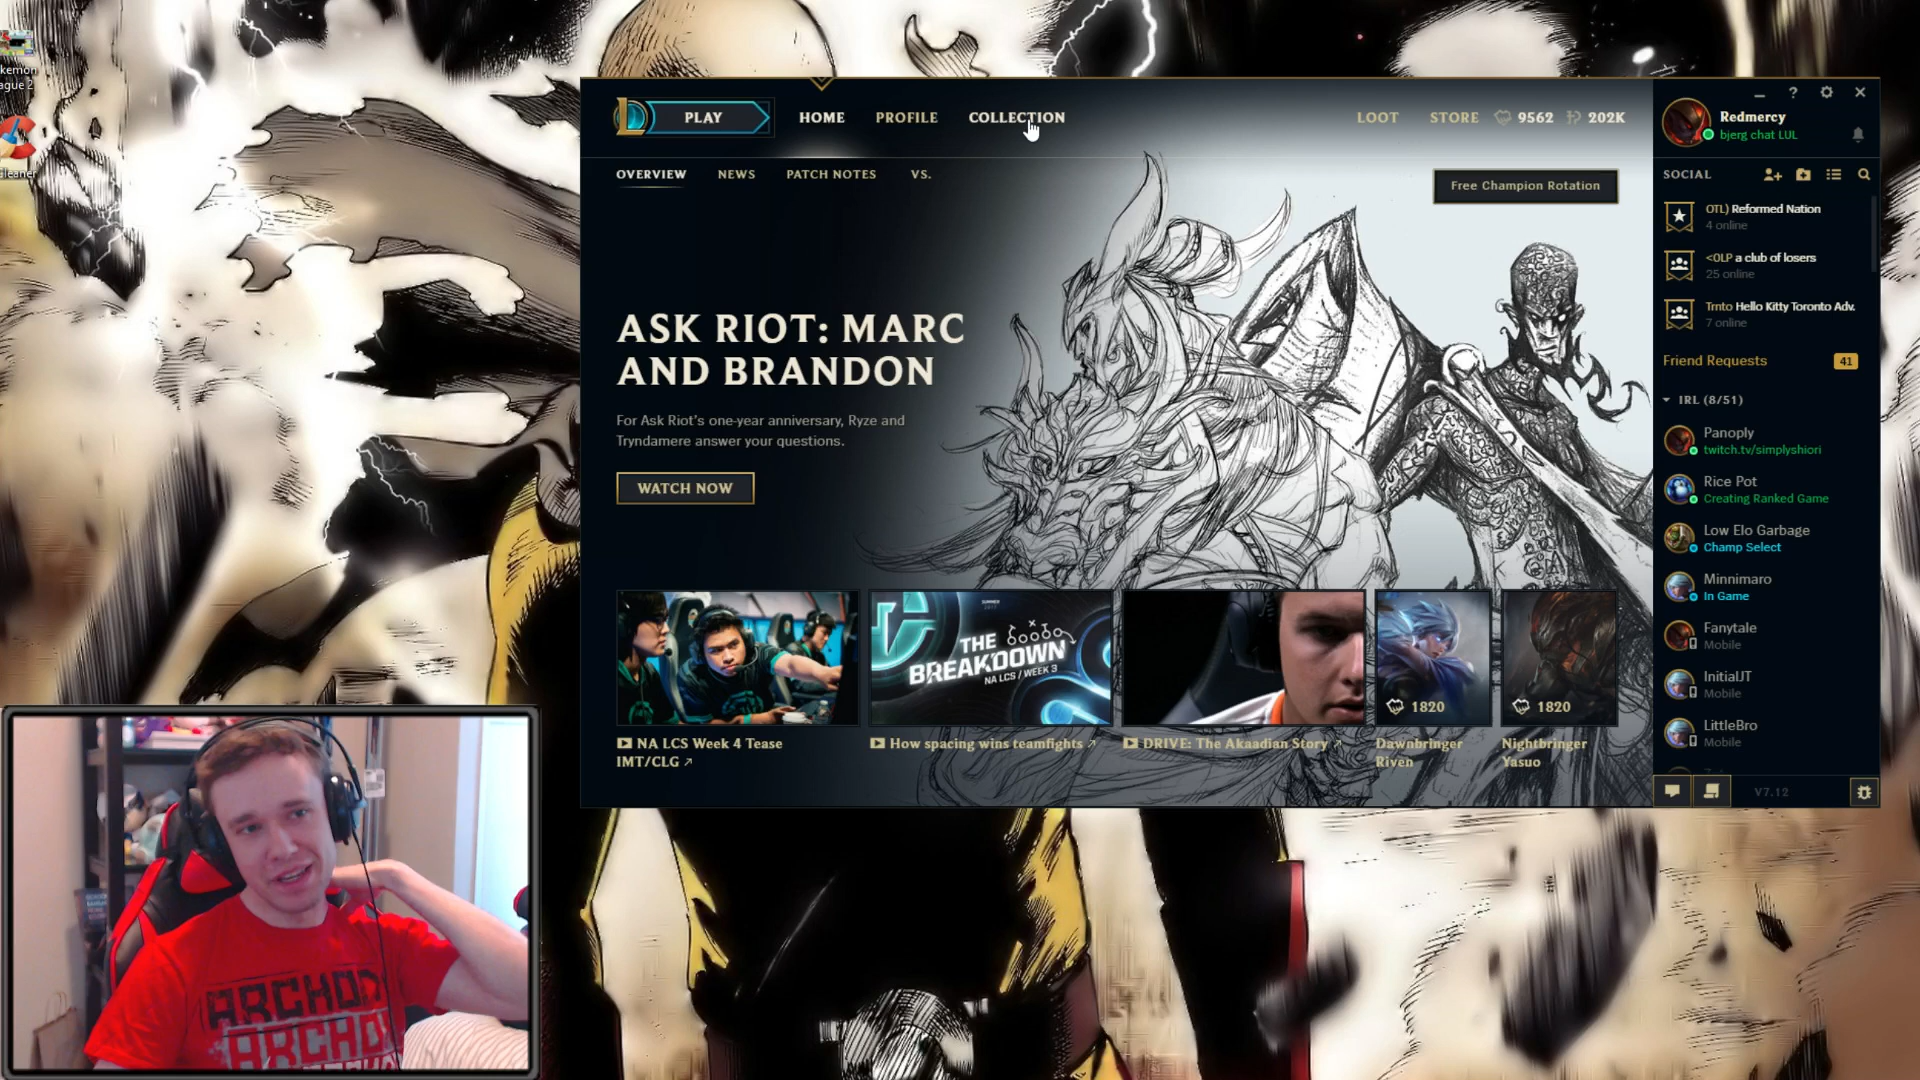 kemon
ague 2
Cleaner
PLAY
HOME
PROFILE
COLLECTION
LOOT
STORE
9562
202K
OVERVIEW
NEWS
PATCH NOTES
VS.
Free Champion Rotation
ASK RIOT: MARC
AND BRANDON
For Ask Riot's one-year anniversary, Ryze and
Tryndamere answer your questions.
WATCH NOW
THE
BREAKDOWN
NA LCS / WEEK 3
1820
1820
NA LCS Week 4 Tease
IMT/CLG
How spacing wins teamfights
DRIVE: The Akaadian Story
Dawnbringer
Riven
Nightbringer
Yasuo
Redmercy
bjerg chat LUL
SOCIAL
OTL) Reformed Nation
4 online
<OLP a club of losers
25 online
Trnto Hello Kitty Toronto Adv.
7 online
Friend Requests
41
IRL (8/51)
Panoply
twitch.tv/simplyshiori
Rice Pot
Creating Ranked Game
Low Elo Garbage
Champ Select
Minnimaro
In Game
Fanytale
Mobile
InitialJT
Mobile
LittleBro
Mobile
V7.12
ARCHON
ARCHO